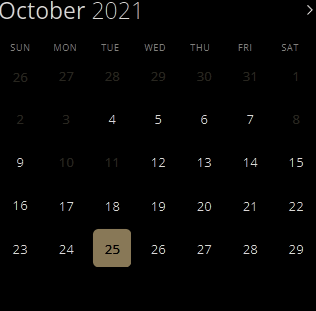 October 2021
SUN MON TUE WED THU FRI SAT
26 27 28 29 30 31 1
2 3 4 5 6 7 8
9 10 11 12 13 14 15
16 17 18 19 20 21 22
23 24 25 26 27 28 29